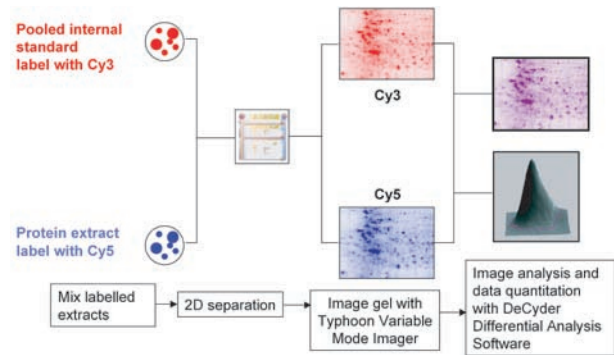 Pooled internal
standard
label with Cy3
Cy3
Cy5
Protein extract
label with Cy5
Mix labelled
extracts
2D separation
Image gel with
Typhoon Variable
Mode Imager
Image analysis and
data quantitation
with DeCyder
Differential Analysis
Software